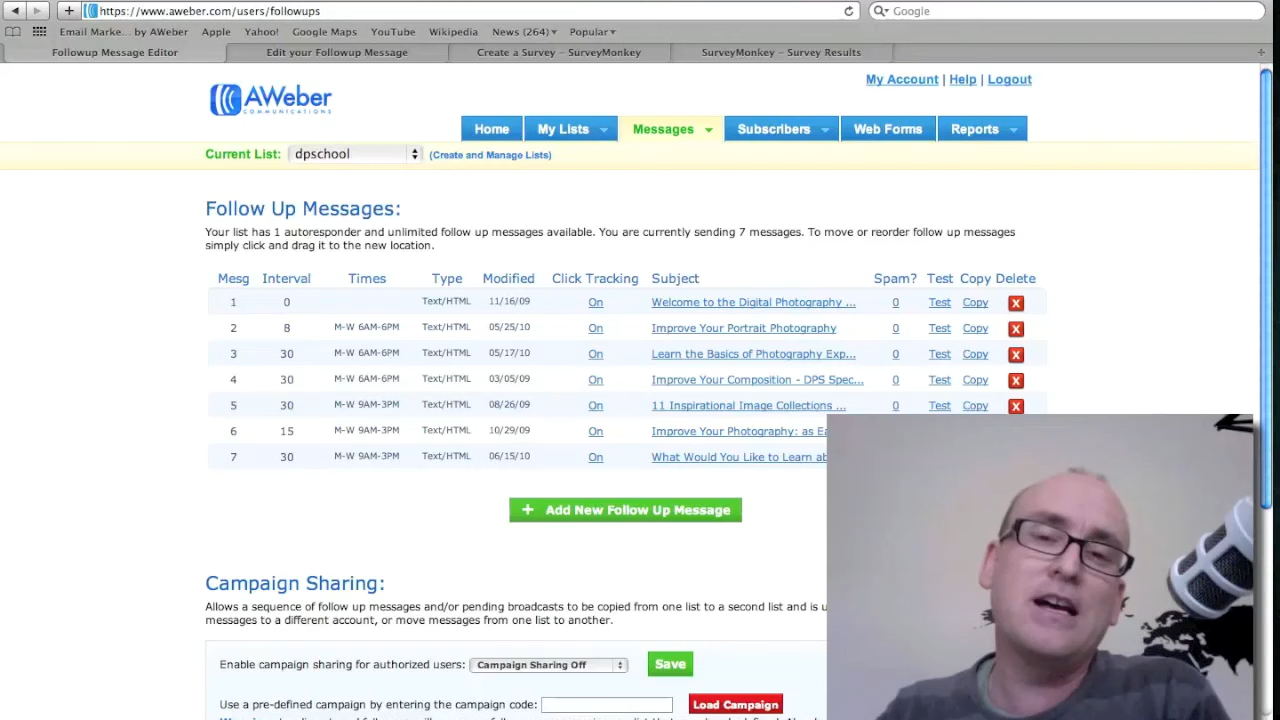 https://www.aweber.com/users/followups
Google
Email Marke... by AWeber Apple Yahoo! Google Maps YouTube Wikipedia News (264) Popular
Followup Message Editor Edit your Followup Message Create a Survey – SurveyMonkey SurveyMonkey – Survey Results
My Account | Help | Logout
AWeber
COMMUNICATIONS
Home My Lists Messages Subscribers Web Forms Reports
Current List: dpschool (Create and Manage Lists)
Follow Up Messages:
Your list has 1 autoresponder and unlimited follow up messages available. You are currently sending 7 messages. To move or reorder follow up messages
simply click and drag it to the new location.
Mesg Interval Times Type Modified Click Tracking Subject Spam? Test Copy Delete
1 0 Text/HTML 11/16/09 On Welcome to the Digital Photography ... 0 Test Copy X
2 8 M-W 6AM-6PM Text/HTML 05/25/10 On Improve Your Portrait Photography 0 Test Copy X
3 30 M-W 6AM-6PM Text/HTML 05/17/10 On Learn the Basics of Photography Exp... 0 Test Copy X
4 30 M-W 6AM-6PM Text/HTML 03/05/09 On Improve Your Composition - DPS Spec... 0 Test Copy X
5 30 M-W 9AM-3PM Text/HTML 08/26/09 On 11 Inspirational Image Collections ... 0 Test Copy X
6 15 M-W 9AM-3PM Text/HTML 10/29/09 On Improve Your Photography: as
7 30 M-W 9AM-3PM Text/HTML 06/15/10 On What Would You Like to Learn
+ Add New Follow Up Message
Campaign Sharing:
Allows a sequence of follow up messages and/or pending broadcasts to be copied from one list to a second list and is
messages to a different account, or move messages from one list to another.
Enable campaign sharing for authorized users: Campaign Sharing Off Save
Use a pre-defined campaign by entering the campaign code: Load Campaign